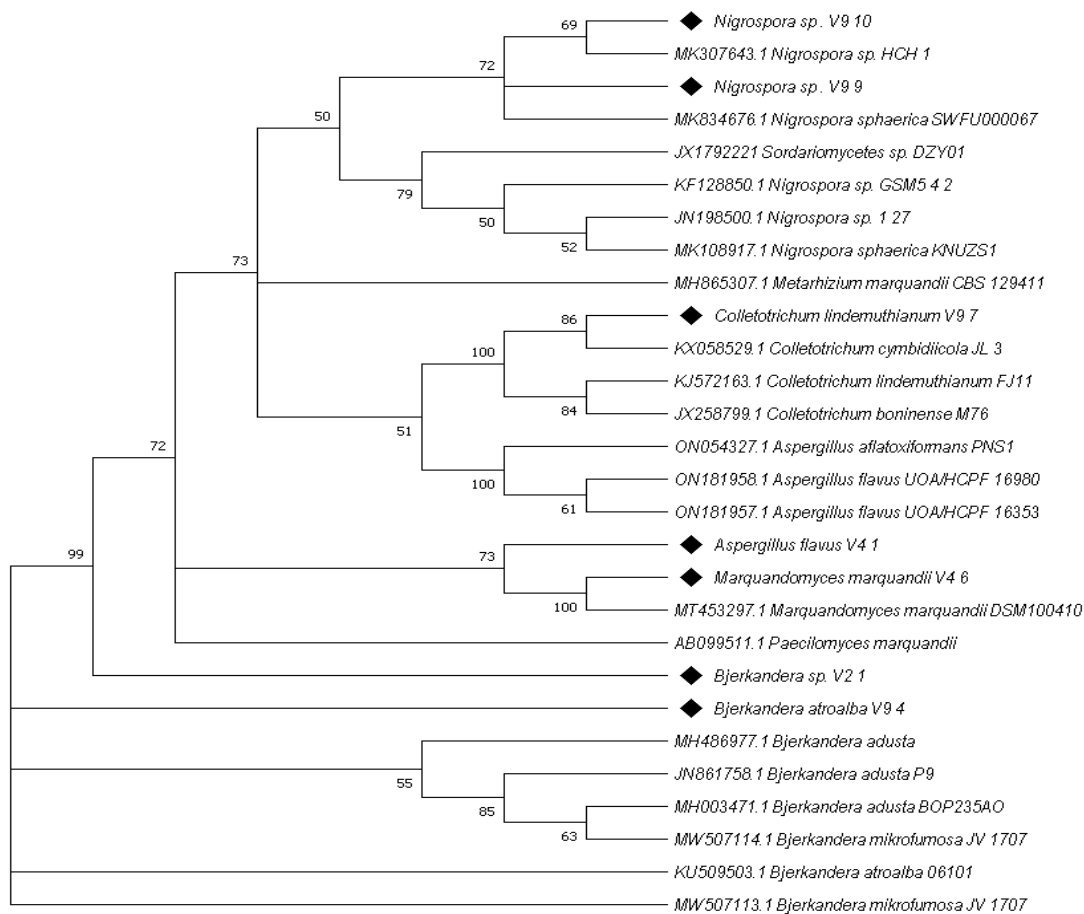 69
Nigrospora sp. V9 10
MK307643.1 Nigrospora sp. HCH 1
72
Nigrospora sp. V9 9
MK834676.1 Nigrospora sphaerica SWFU000067
50
JX1792221 Sordariomycetes sp. DZY01
79
KF128850.1 Nigrospora sp. GSM5 4 2
50
JN198500.1 Nigrospora sp. 1 27
52
MK108917.1 Nigrospora sphaerica KNUZS1
73
MH865307.1 Metarhizium marquandii CBS 129411
86
Colletotrichum lindemuthianum V9 7
KX058529.1 Colletotrichum cymbidiicola JL 3
100
KJ572163.1 Colletotrichum lindemuthianum FJ11
84
JX258799.1 Colletotrichum boninense M76
51
ON054327.1 Aspergillus aflatoxiformans PNS1
100
ON181958.1 Aspergillus flavus UOA/HCPF 16980
61
ON181957.1 Aspergillus flavus UOA/HCPF 16353
72
73
Aspergillus flavus V4 1
Marquandomyces marquandii V4 6
100
MT453297.1 Marquandomyces marquandii DSM100410
99
AB099511.1 Paecilomyces marquandii
Bjerkandera sp. V2 1
Bjerkandera atroalba V9 4
MH486977.1 Bjerkandera adusta
55
JN861758.1 Bjerkandera adusta P9
85
MH003471.1 Bjerkandera adusta BOP235AO
63
MW507114.1 Bjerkandera mikrofumosa JV 1707
KU509503.1 Bjerkandera atroalba 06101
MW507113.1 Bjerkandera mikrofumosa JV 1707